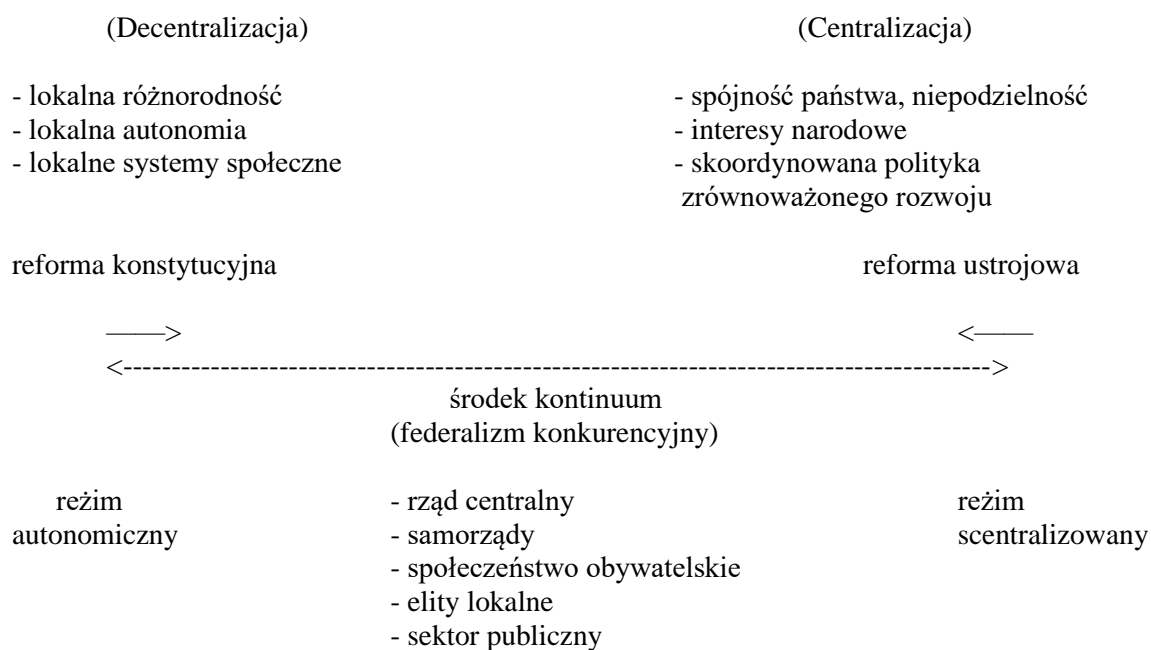 (Decentralizacja) (Centralizacja)
- lokalna różnorodność - spójność państwa, niepodzielność
- lokalna autonomia - interesy narodowe
- lokalne systemy społeczne - skoordynowana polityka
zrównoważonego rozwoju
reforma konstytucyjna reforma ustrojowa
———> <———
<------------------------------------------------------------------------------------------>
środek kontinuum
(federalizm konkurencyjny)
reżim - rząd centralny reżim
autonomiczny - samorządy scentralizowany
- społeczeństwo obywatelskie
- elity lokalne
- sektor publiczny